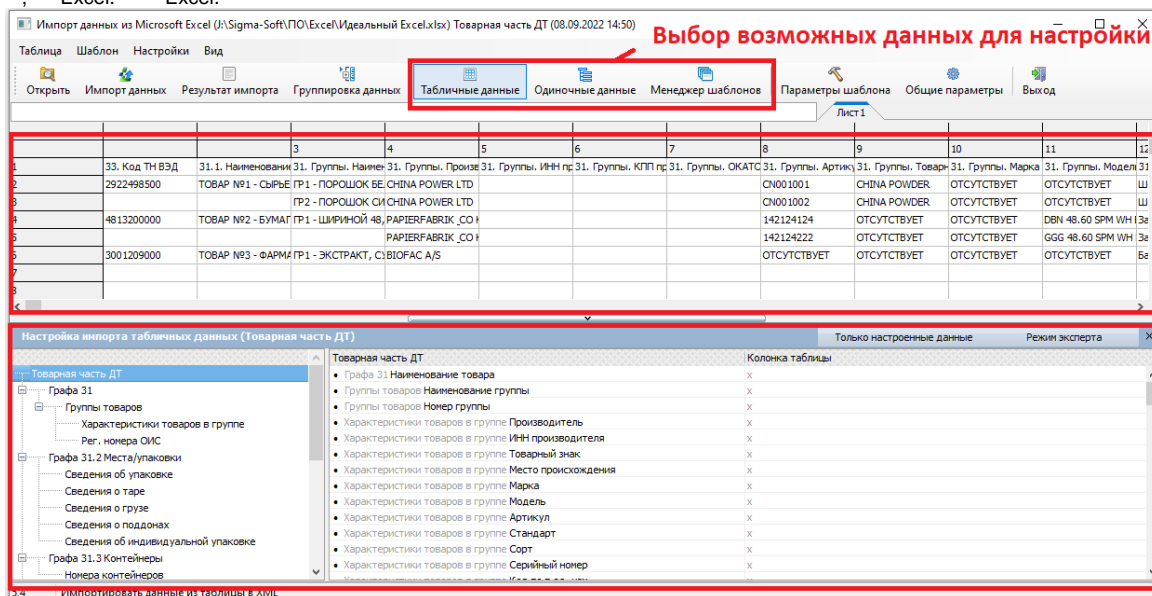 Excel. Excel.
Импорт данных из Microsoft Excel (J:\Sigma-Soft\ПО\Excel\Идеальный Excel.xlsx) Товарная часть ДТ (08.09.2022 14:50)
Выбор возможных данных для настройки
Таблица Шаблон Настройки Вид
Открыть Импорт данных Результат импорта Группировка данных Табличные данные Одиночные данные Менеджер шаблонов Параметры шаблона Общие параметры Выход
Лист1
3 4 5 6 7 8 9 10 11 12
1 33. Код ТН ВЭД 31.1. Наименовани 31. Группы. Наимен 31. Группы. Произв 31. Группы. ИНН пр 31. Группы. КПП пр 31. Группы. ОКАТО 31. Группы. Артику 31. Группы. Товарн 31. Группы. Марка 31. Группы. Модел 31
2 2922498500 ТОВАР №1 - СЫРЬЕ ГР1 - ПОРОШОК БЕ. CHINA POWER LTD CN001001 CHINA POWDER ОТСУТСТВУЕТ ОТСУТСТВУЕТ Ш
3 ГР2 - ПОРОШОК СИ CHINA POWER LTD CN001002 CHINA POWDER ОТСУТСТВУЕТ ОТСУТСТВУЕТ Ш
4 4813200000 ТОВАР №2 - БУМАГ ГР1 - ШИРИНОЙ 48, PAPIERFABRIK_CO 142124124 ОТСУТСТВУЕТ ОТСУТСТВУЕТ DBN 48.60 SPM WH За
5 PAPIERFABRIK_CO 142124222 ОТСУТСТВУЕТ ОТСУТСТВУЕТ GGG 48.60 SPM WH За
6 3001209000 ТОВАР №3 - ФАРМА ГР1 - ЭКСТРАКТ, СУ BIOFAC A/S ОТСУТСТВУЕТ ОТСУТСТВУЕТ ОТСУТСТВУЕТ ОТСУТСТВУЕТ Ба
7
8
Настройка импорта табличных данных (Товарная часть ДТ) Только настроенные данные Режим эксперта
Товарная часть ДТ Колонка таблицы
Товарная часть ДТ • Графа 31 Наименование товара x
Графа 31 • Группы товаров Наименование группы x
Группы товаров • Группы товаров Номер группы x
Характеристики товаров в группе • Характеристики товаров в группе Производитель x
Рег. номера ОИС • Характеристики товаров в группе ИНН производителя x
Графа 31.2 Места/упаковки • Характеристики товаров в группе Товарный знак x
Сведения об упаковке • Характеристики товаров в группе Место происхождения x
Сведения о таре • Характеристики товаров в группе Марка x
Сведения о грузе • Характеристики товаров в группе Модель x
Сведения о поддонах • Характеристики товаров в группе Артикул x
Сведения об индивидуальной упаковке • Характеристики товаров в группе Стандарт x
Графа 31.3 Контейнеры • Характеристики товаров в группе Сорт x
Номера контейнеров • Характеристики товаров в группе Серийный номер x
5.4 Импортировать данные из таблицы в XML